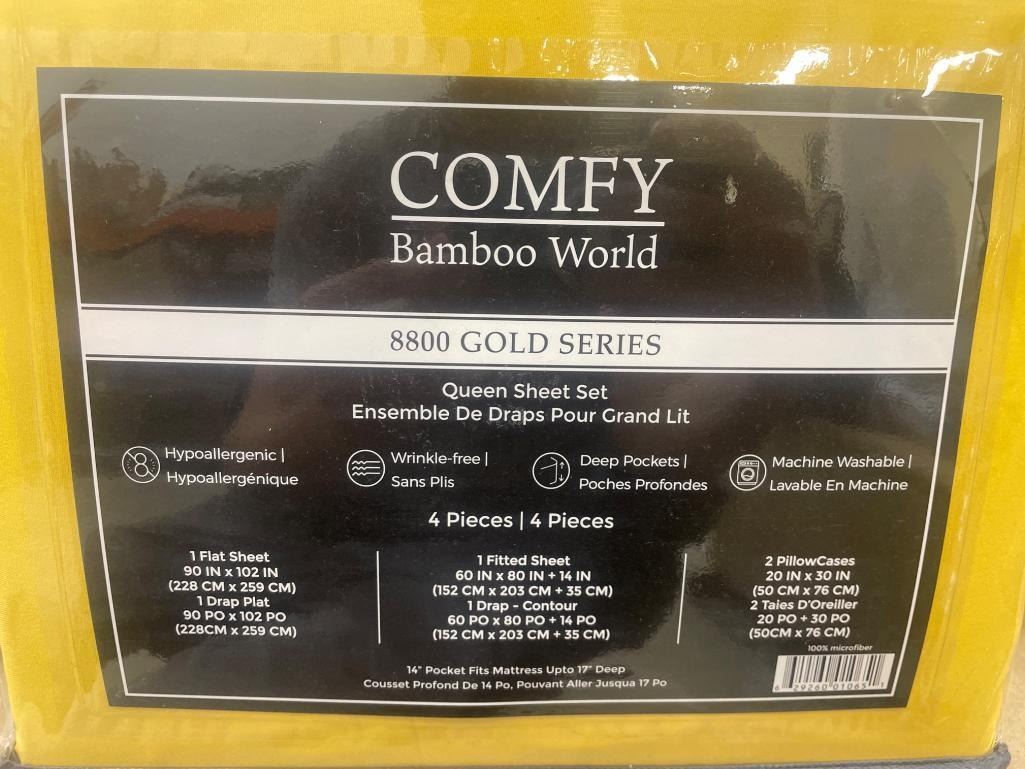 COMFY
Bamboo World
8800 GOLD SERIES
Queen Sheet Set
Ensemble De Draps Pour Grand Lit
Hypoallergenic |
Hypoallergénique
Wrinkle-free |
Sans Plis
Deep Pockets |
Poches Profondes
Machine Washable |
Lavable En Machine
4 Pieces | 4 Pieces
1 Flat Sheet
90 IN x 102 IN
(228 CM x 259 CM)
1 Drap Plat
90 PO x 102 PO
(228CM x 259 CM)
1 Fitted Sheet
60 IN x 80 IN + 14 IN
(152 CM x 203 CM + 35 CM)
1 Drap - Contour
60 PO x 80 PO + 14 PO
(152 CM x 203 CM + 35 CM)
2 PillowCases
20 IN x 30 IN
(50 CM x 76 CM)
2 Taies D'Oreiller
20 PO + 30 PO
(50CM x 76 CM)
100% microfiber
14" Pocket Fits Mattress Upto 17" Deep
Cousset Profond De 14 Po, Pouvant Aller Jusqua 17 Po
6 29260 01065 1